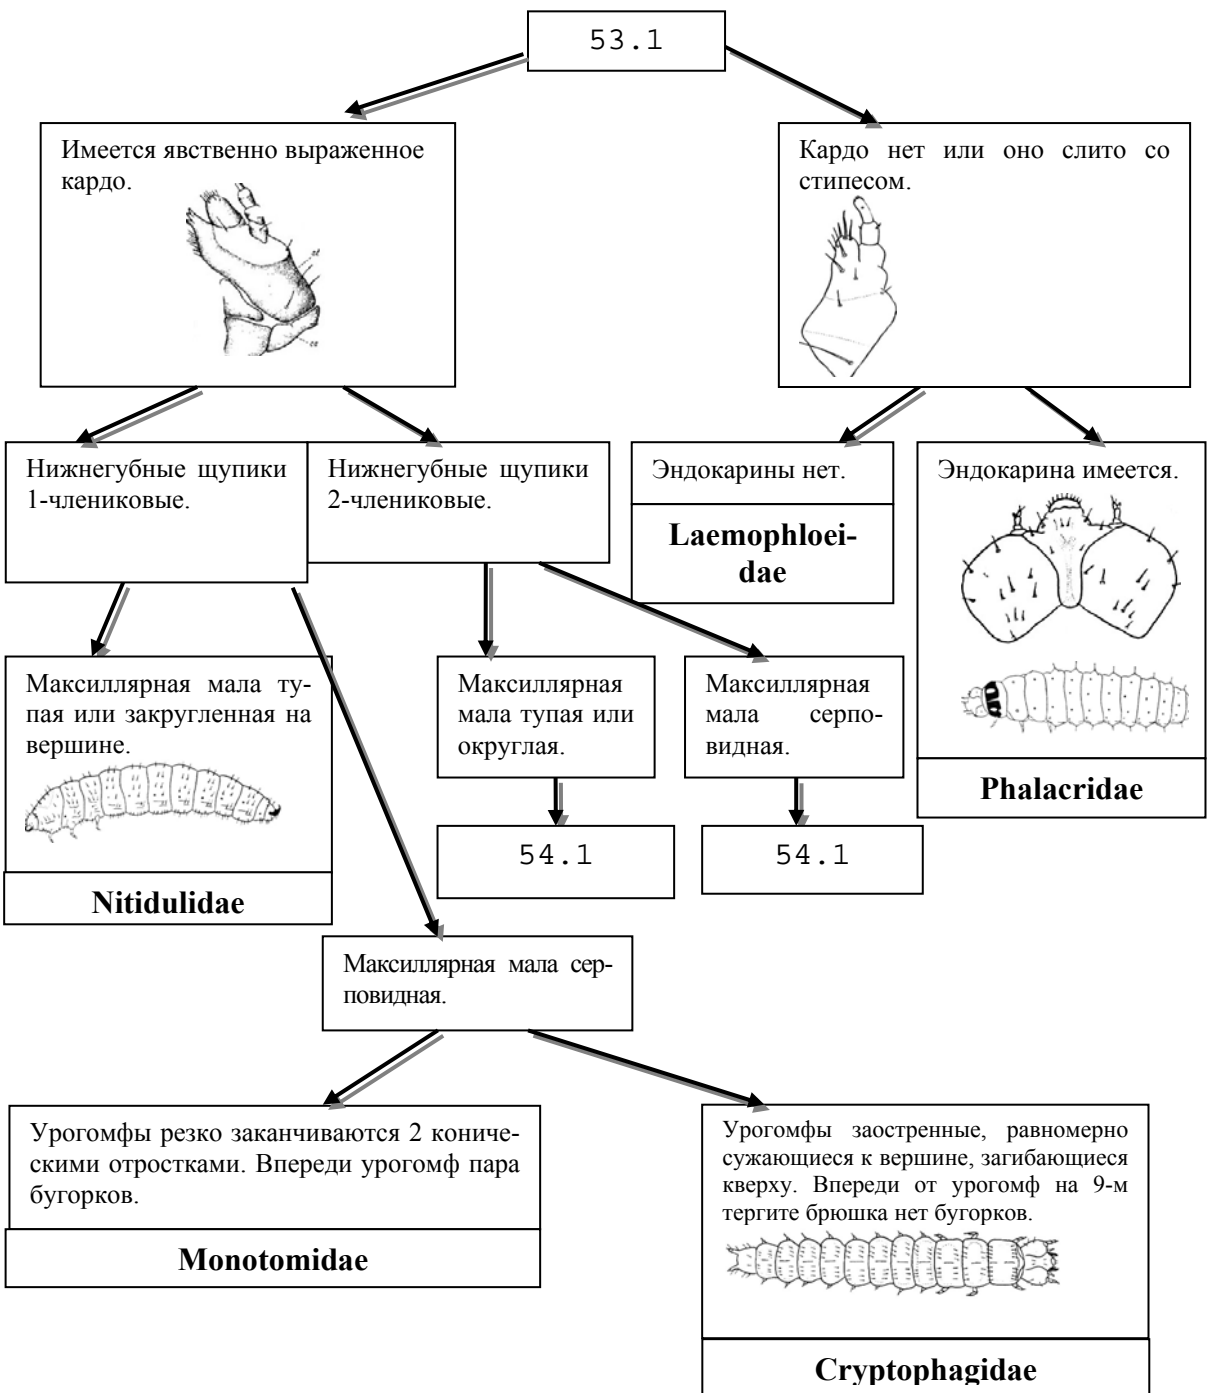 53.1
Имеется явственно выраженное
кардо.
Кардо нет или оно слито со
стипесом.
Нижнегубные щупики
1-члениковые.
Нижнегубные щупики
2-члениковые.
Эндокарины нет.
Laemophloei-
dae
Эндокарина имеется.
Phalacridae
Максиллярная мала ту-
пая или закругленная на
вершине.
Nitidulidae
Максиллярная
мала тупая или
округлая.
54.1
Максиллярная
мала серпо-
видная.
54.1
Максиллярная мала сер-
повидная.
Урогомфы резко заканчиваются 2 кониче-
скими отростками. Впереди урогомф пара
бугорков.
Monotomidae
Урогомфы заостренные, равномерно
сужающиеся к вершине, загибающиеся
кверху. Впереди от урогомф на 9-м
тергите брюшка нет бугорков.
Cryptophagidae